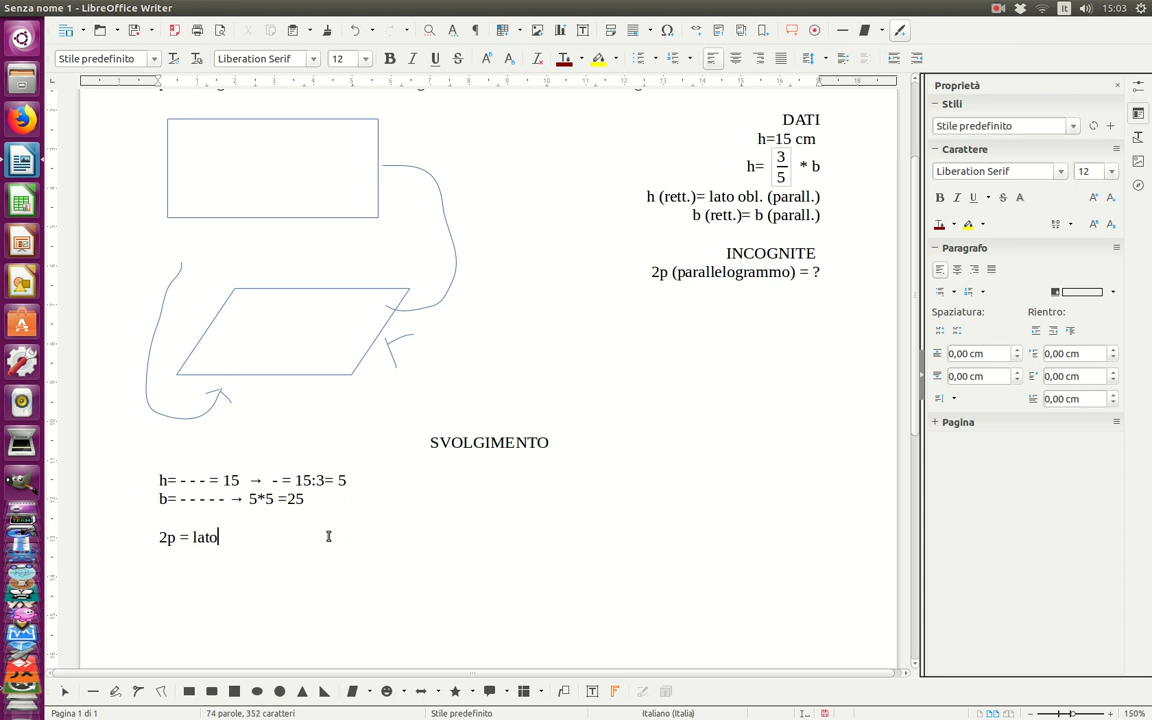 Senza nome 1 - LibreOffice Writer
It
15:03
Stile predefinito
Liberation Serif
12
Proprietà
Stili
Stile predefinito
Carattere
Liberation Serif
12
Paragrafo
Spaziatura:
Rientro:
0,00 cm
0,00 cm
0,00 cm
0,00 cm
0,00 cm
Pagina
DATI
h=15 cm
h= 3/5 * b
h (rett.)= lato obl. (parall.)
b (rett.)= b (parall.)
INCOGNITE
2p (parallelogrammo) = ?
SVOLGIMENTO
h= - - - = 15 → - = 15:3= 5
b= - - - - - → 5*5 =25
2p = lato
Pagina 1 di 1
74 parole, 352 caratteri
Stile predefinito
Italiano (Italia)
150%